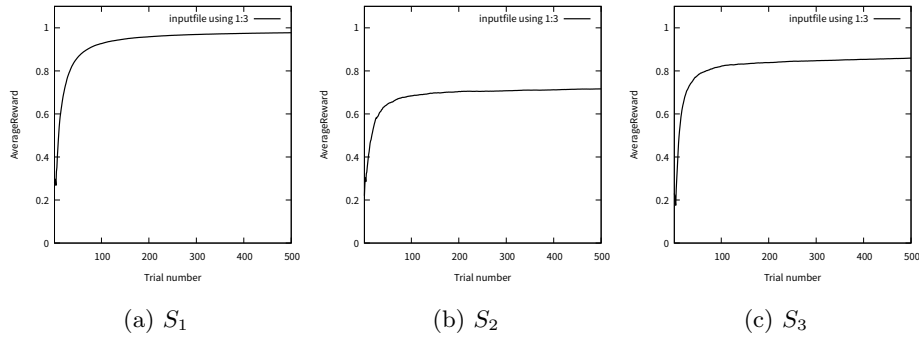 inputfile using 1:3
AverageReward
1
0.8
0.6
0.4
0.2
0
100 200 300 400 500
Trial number
(a) S1
inputfile using 1:3
AverageReward
1
0.8
0.6
0.4
0.2
0
100 200 300 400 500
Trial number
(b) S2
inputfile using 1:3
AverageReward
1
0.8
0.6
0.4
0.2
0
100 200 300 400 500
Trial number
(c) S3